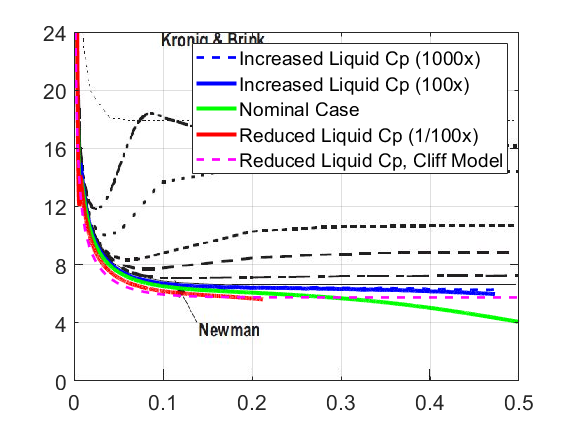 24
Kronig & Brink
Increased Liquid Cp (1000x)
Increased Liquid Cp (100x)
Nominal Case
Reduced Liquid Cp (1/100x)
Reduced Liquid Cp, Cliff Model
20
16
12
8
4
0
Newman
0 0.1 0.2 0.3 0.4 0.5